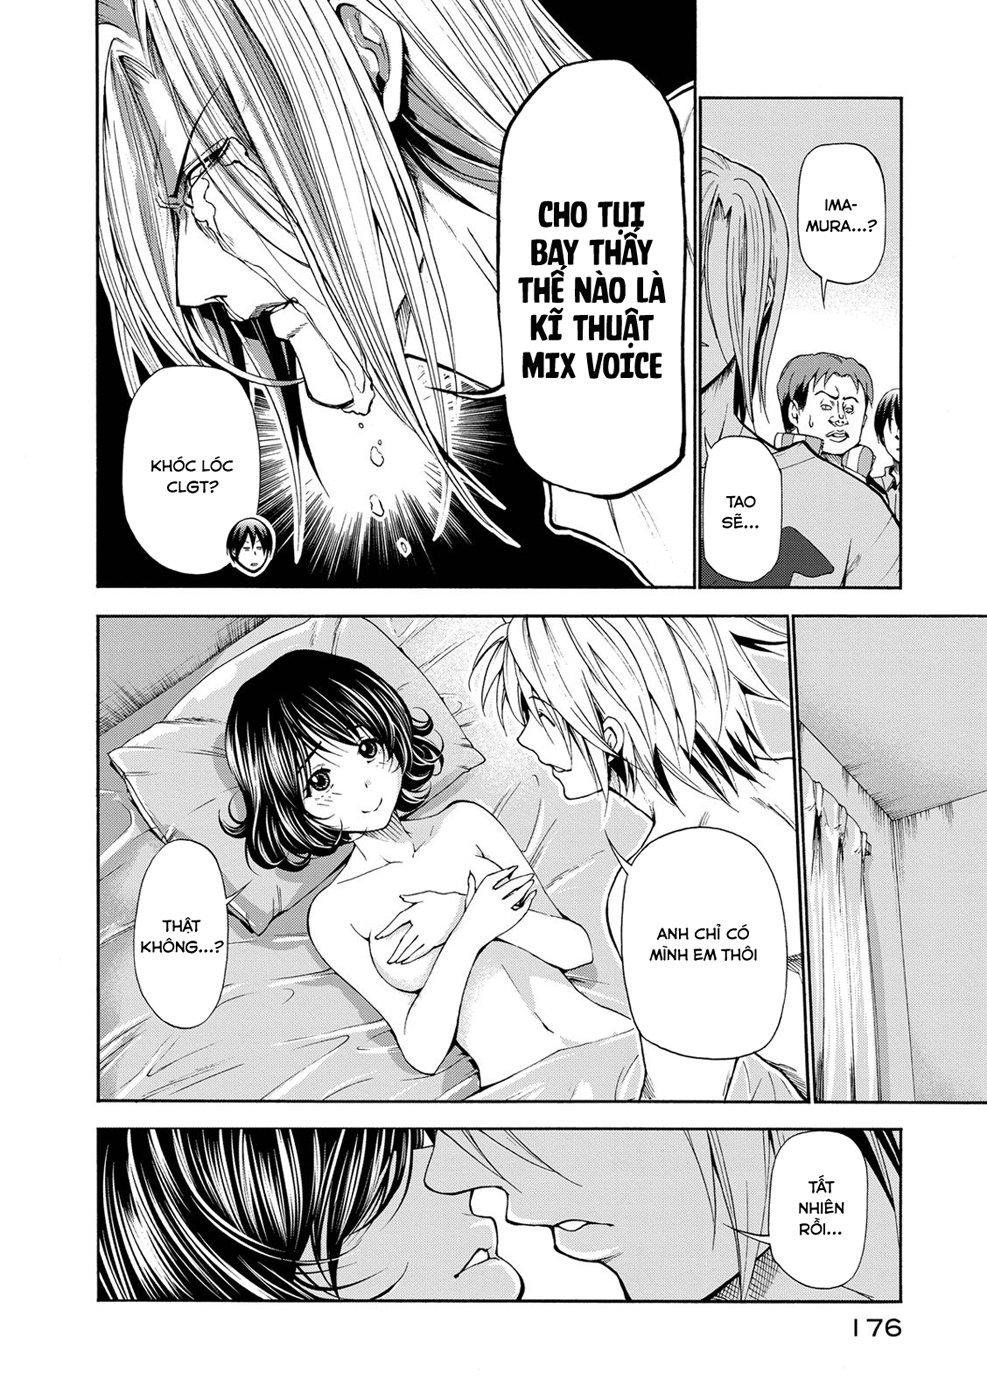 IMA-
MURA...?
TAO
SẼ...
CHO TỤI
BAY THẤY
THẾ NÀO LÀ
KĨ THUẬT
MIX VOICE
KHÓC LÓC
CLGT?
ANH CHỈ CÓ
MÌNH EM THÔI
THẬT
KHÔNG...?
TẤT
NHIÊN
RỒI...
176